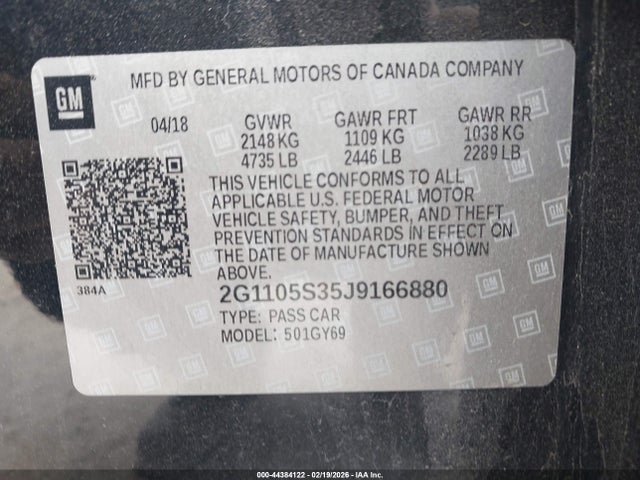 GM
MFD BY GENERAL MOTORS OF CANADA COMPANY
04/18 GVWR GAWR FRT GAWR RR
2148 KG 1109 KG 1038 KG
4735 LB 2446 LB 2289 LB
THIS VEHICLE CONFORMS TO ALL
APPLICABLE U.S. FEDERAL MOTOR
VEHICLE SAFETY, BUMPER, AND THEFT
PREVENTION STANDARDS IN EFFECT ON
THE DATE OF MANUFACTURE SHOWN
ABOVE.
384A
2G1105S35J9166880
TYPE: PASS CAR
MODEL: 501GY69
000-44384122 - 02/19/2026 - IAA Inc.